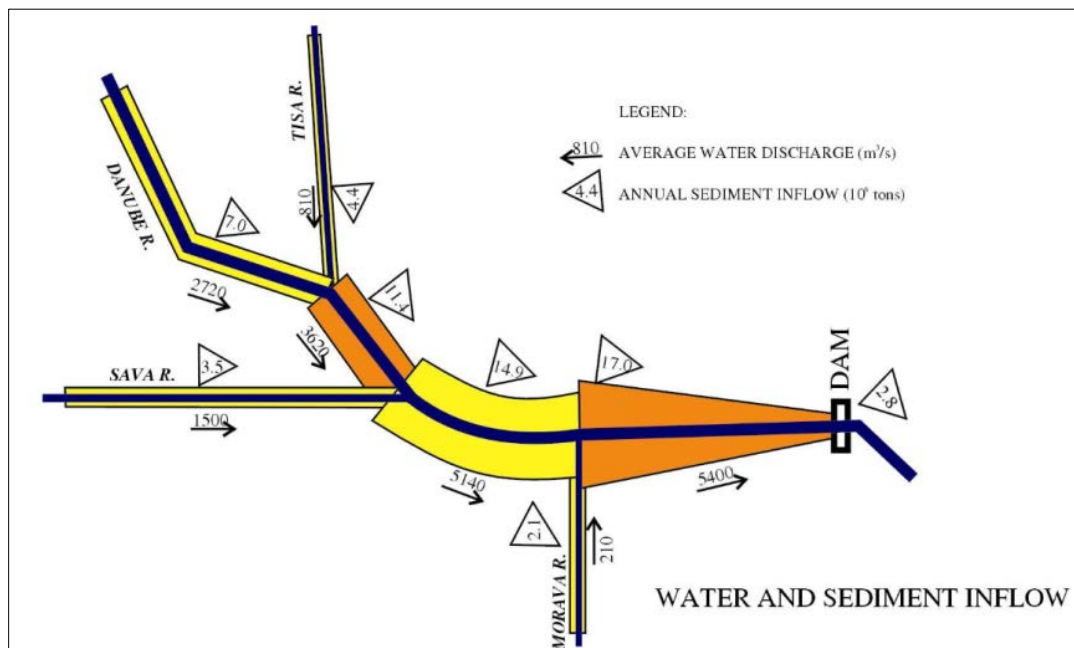 TISA R.
LEGEND:
810
AVERAGE WATER DISCHARGE (m³/s)
4.4
ANNUAL SEDIMENT INFLOW (10⁶ tons)
DANUBE R.
7.0
810
4.4
2720
11.4
3620
SAVA R.
3.5
1500
14.9
17.0
DAM
2.8
5140
5400
2.1
210
MORAVA R.
WATER AND SEDIMENT INFLOW